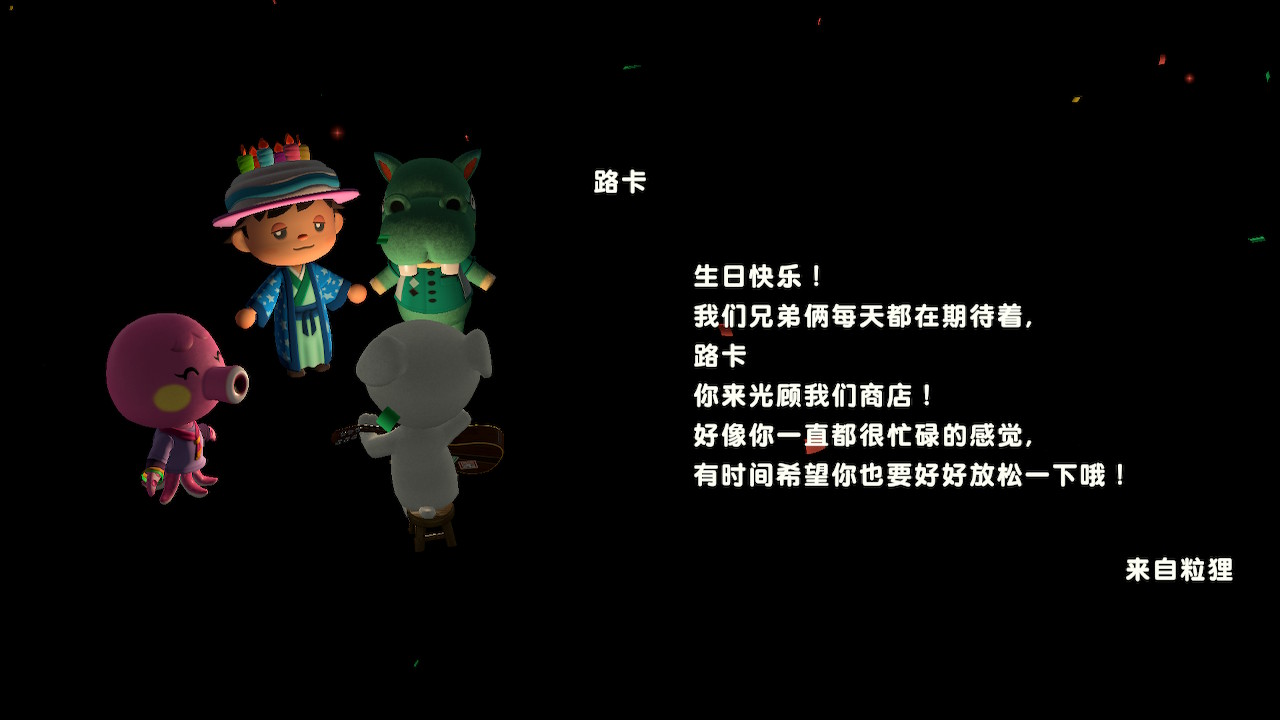 路卡
生日快乐！
我们兄弟俩每天都在期待着,
路卡
你来光顾我们商店！
好像你一直都很忙碌的感觉,
有时间希望你也要好好放松一下哦！
来自粒狸